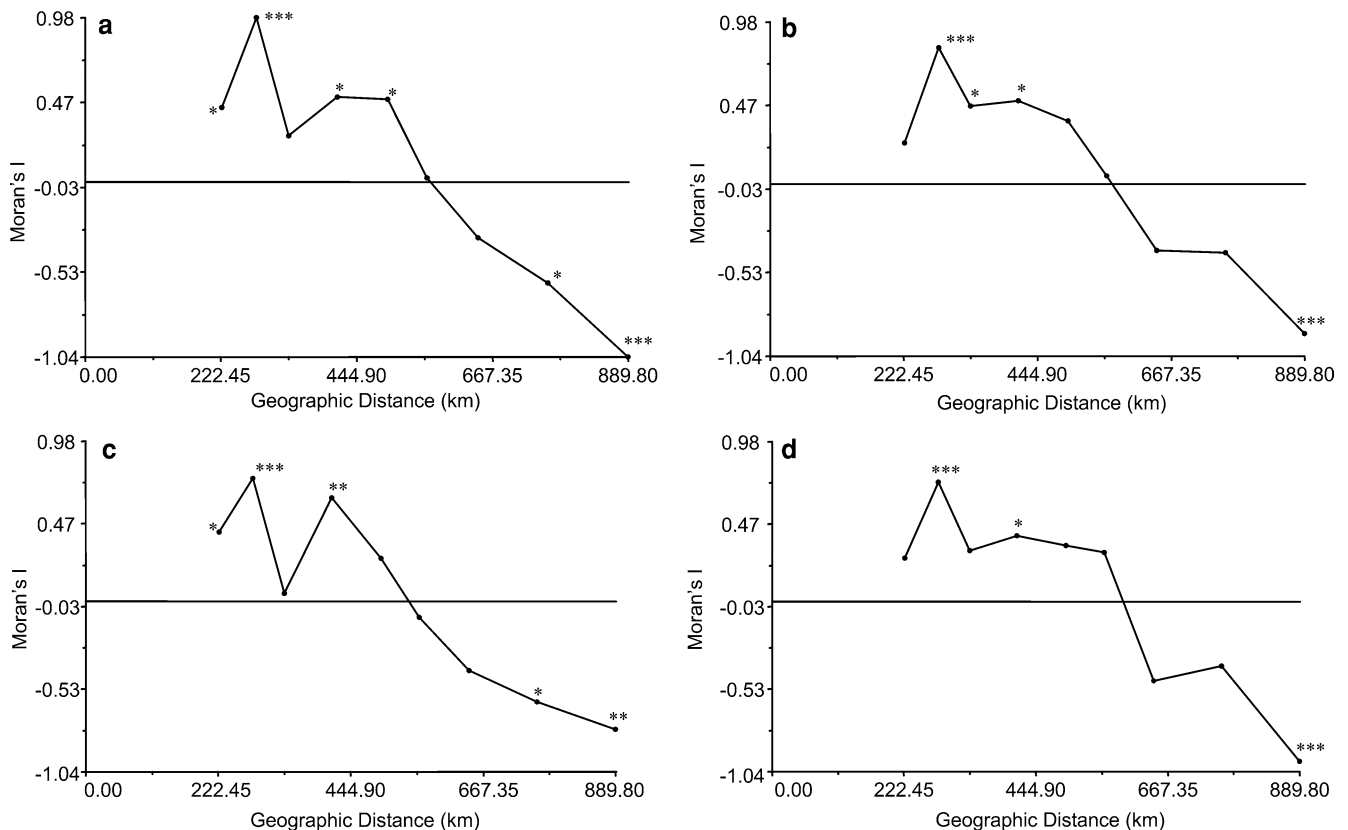 a
0.98
***
*
*
*
0.47
-0.03
-0.53
*
***
-1.04
0.00 222.45 444.90 667.35 889.80
Geographic Distance (km)
Moran's I
b
0.98
***
*
*
0.47
-0.03
-0.53
***
-1.04
0.00 222.45 444.90 667.35 889.80
Geographic Distance (km)
Moran's I
c
0.98
***
**
*
0.47
-0.03
-0.53
*
**
-1.04
0.00 222.45 444.90 667.35 889.80
Geographic Distance (km)
Moran's I
d
0.98
***
*
0.47
-0.03
-0.53
***
-1.04
0.00 222.45 444.90 667.35 889.80
Geographic Distance (km)
Moran's I